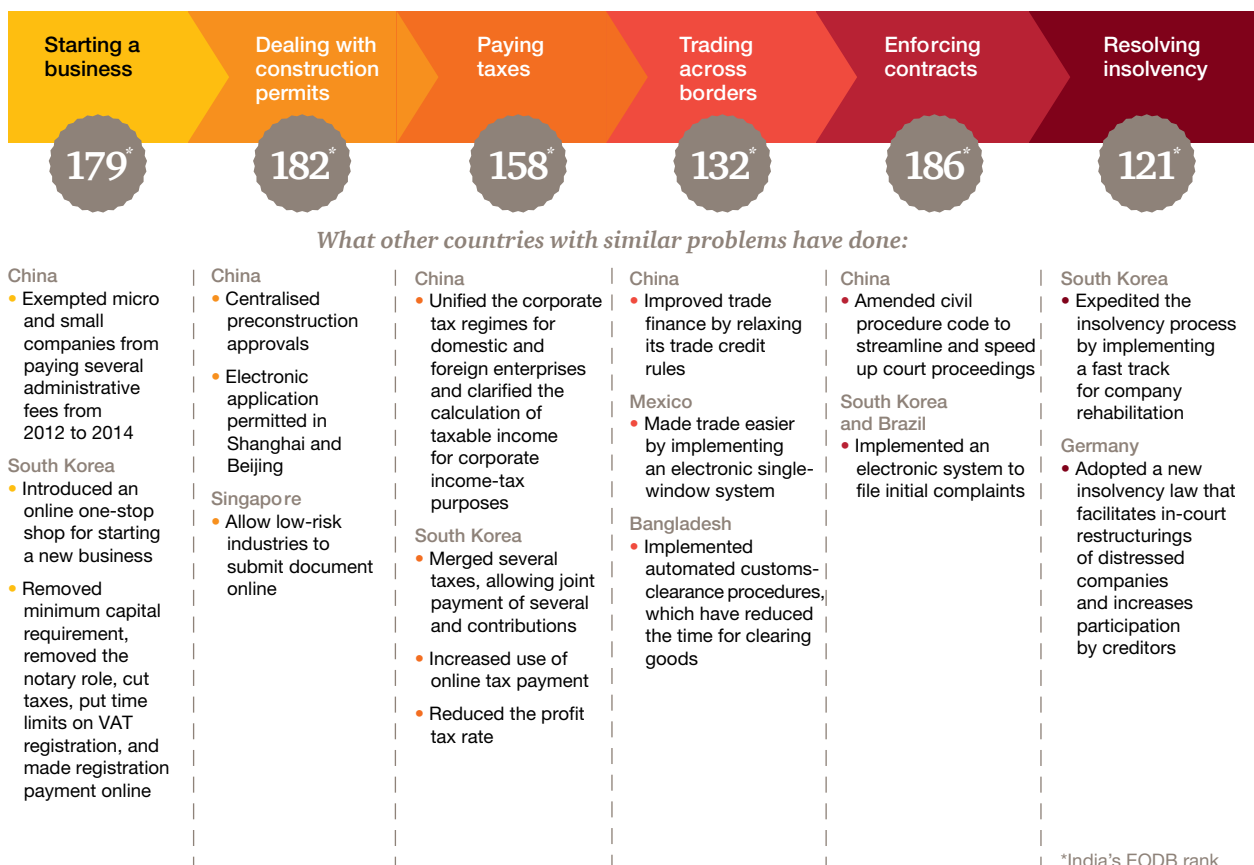 Starting a
business
Dealing with
construction
permits
Paying
taxes
Trading
across
borders
Enforcing
contracts
Resolving
insolvency
179*
182*
158*
132*
186*
121*
What other countries with similar problems have done:
China
• Exempted micro
and small
companies from
paying several
administrative
fees from
2012 to 2014
South Korea
• Introduced an
online one-stop
shop for starting
a new business
• Removed
minimum capital
requirement,
removed the
notary role, cut
taxes, put time
limits on VAT
registration, and
made registration
payment online
China
• Centralised
preconstruction
approvals
• Electronic
application
permitted in
Shanghai and
Beijing
Singapore
• Allow low-risk
industries to
submit document
online
China
• Unified the corporate
tax regimes for
domestic and
foreign enterprises
and clarified the
calculation of
taxable income
for corporate
income-tax
purposes
South Korea
• Merged several
taxes, allowing joint
payment of several
and contributions
• Increased use of
online tax payment
• Reduced the profit
tax rate
China
• Improved trade
finance by relaxing
its trade credit
rules
Mexico
• Made trade easier
by implementing
an electronic single-
window system
Bangladesh
• Implemented
automated customs-
clearance procedures,
which have reduced
the time for clearing
goods
China
• Amended civil
procedure code to
streamline and speed
up court proceedings
South Korea
and Brazil
• Implemented an
electronic system to
file initial complaints
South Korea
• Expedited the
insolvency process
by implementing
a fast track
for company
rehabilitation
Germany
• Adopted a new
insolvency law that
facilitates in-court
restructurings
of distressed
companies
and increases
participation
by creditors
*India's EODB rank